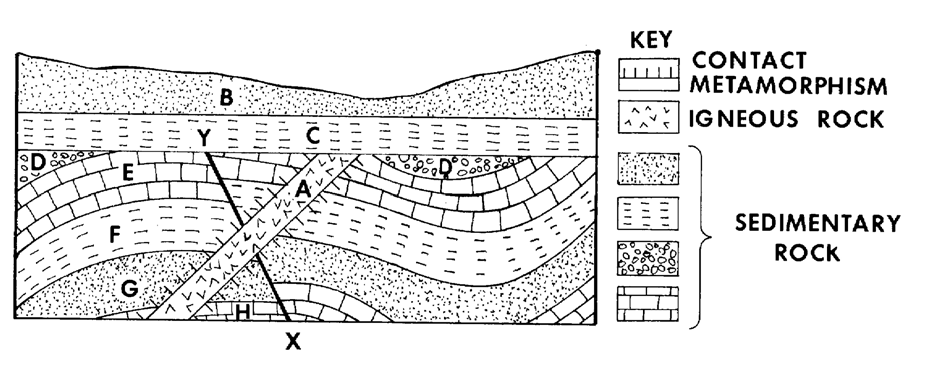 KEY
CONTACT
METAMORPHISM
IGNEOUS ROCK
SEDIMENTARY
ROCK
B
Y
C
D
E
D
A
F
G
H
X